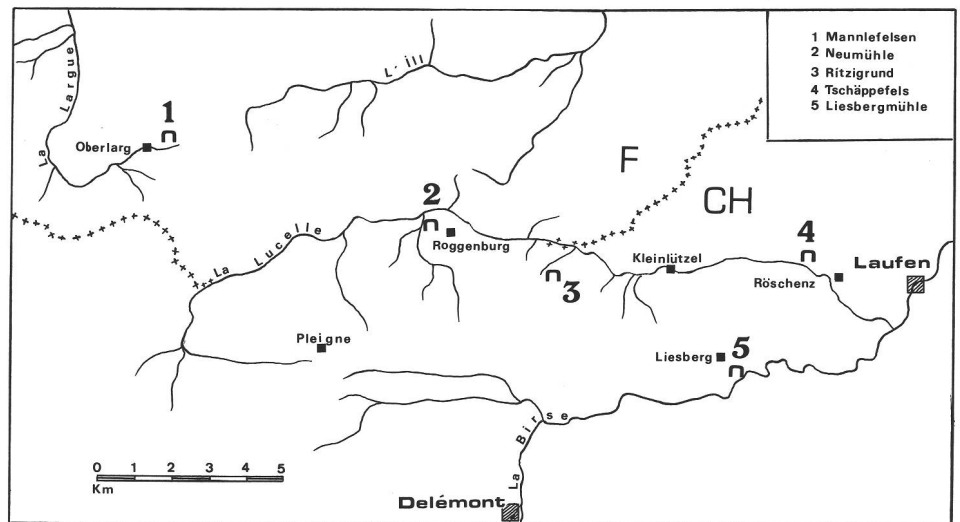 1 Mannlefelsen
2 Neumühle
3 Ritzigrund
4 Tschäppefels
5 Liesbergmühle
La Largue
L'Ill
1
Oberlarg
F
CH
2
La Lucelle
Roggenburg
3
Kleinlützel
4
Röschenz
Laufen
Pleigne
Liesberg
5
La Birse
0 1 2 3 4 5
Km
Delémont